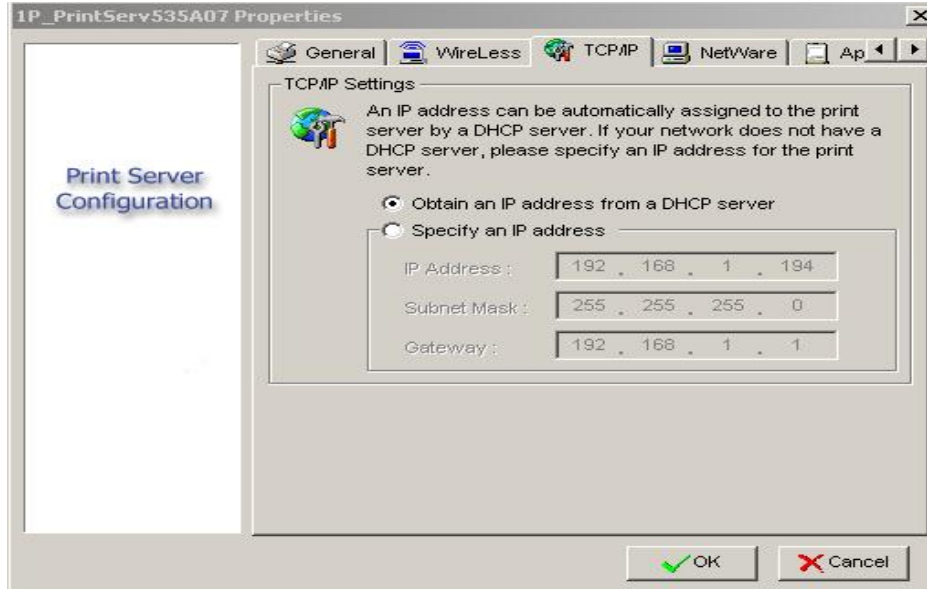 1P_PrintServ535A07 Properties
General WireLess TCP/IP NetWare Ap
Print Server
Configuration
TCP/IP Settings
An IP address can be automatically assigned to the print
server by a DHCP server. If your network does not have a
DHCP server, please specify an IP address for the print
server.
Obtain an IP address from a DHCP server
Specify an IP address
IP Address : 192 . 168 . 1 . 194
Subnet Mask : 255 . 255 . 255 . 0
Gateway : 192 . 168 . 1 . 1
OK Cancel